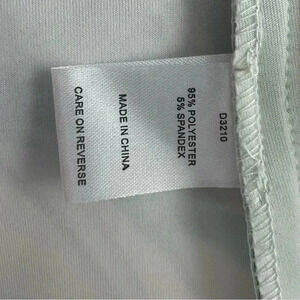 D3210
95% POLYESTER
5% SPANDEX
MADE IN CHINA
CARE ON REVERSE